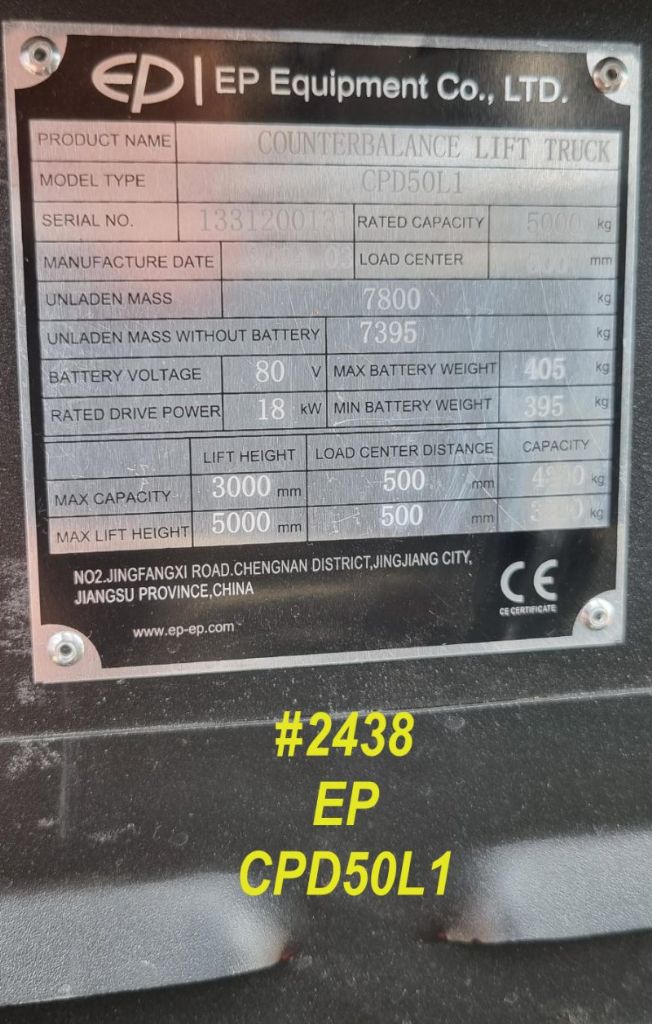 EP | EP Equipment Co., LTD.
PRODUCT NAME COUNTERBALANCE LIFT TRUCK
MODEL TYPE CPD50L1
SERIAL NO. 1331200131 RATED CAPACITY 5000 kg
MANUFACTURE DATE LOAD CENTER mm
UNLADEN MASS 7800 kg
UNLADEN MASS WITHOUT BATTERY 7395 kg
BATTERY VOLTAGE 80 V MAX BATTERY WEIGHT 405 kg
RATED DRIVE POWER 18 kW MIN BATTERY WEIGHT 395 kg
LIFT HEIGHT LOAD CENTER DISTANCE CAPACITY
MAX CAPACITY 3000 mm 500 mm kg
MAX LIFT HEIGHT 5000 mm 500 mm kg
NO2.JINGFANGXI ROAD.CHENGNAN DISTRICT,JINGJIANG CITY,
JIANGSU PROVINCE,CHINA
CE
CE CERTIFICATE
www.ep-ep.com
#2438
EP
CPD50L1